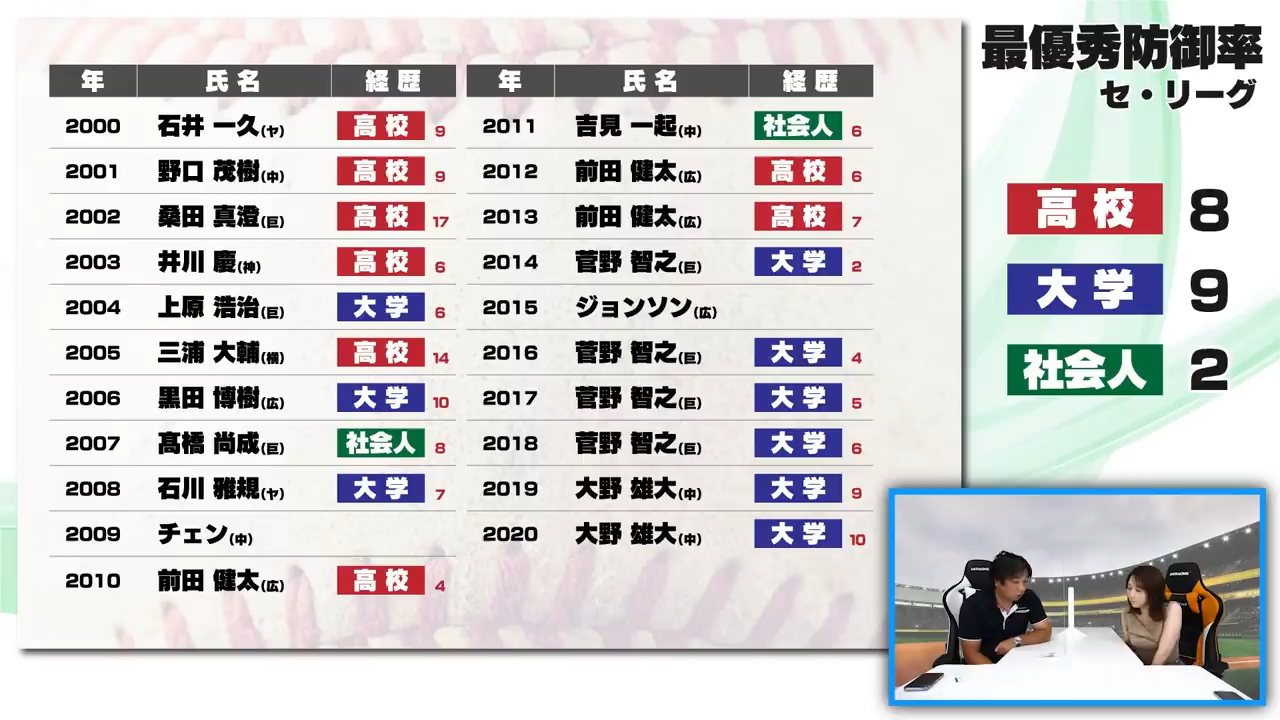 最優秀防御率
セ・リーグ
年 氏名 経歴
2000 石井 一久(ヤ) 高校 9
2001 野口 茂樹(中) 高校 9
2002 桑田 真澄(巨) 高校 17
2003 井川 慶(神) 高校 6
2004 上原 浩治(巨) 大学 6
2005 三浦 大輔(横) 高校 14
2006 黒田 博樹(広) 大学 10
2007 髙橋 尚成(巨) 社会人 8
2008 石川 雅規(ヤ) 大学 7
2009 チェン(中)
2010 前田 健太(広) 高校 4
年 氏名 経歴
2011 吉見 一起(中) 社会人 6
2012 前田 健太(広) 高校 6
2013 前田 健太(広) 高校 7
2014 菅野 智之(巨) 大学 2
2015 ジョンソン(広)
2016 菅野 智之(巨) 大学 4
2017 菅野 智之(巨) 大学 5
2018 菅野 智之(巨) 大学 6
2019 大野 雄大(中) 大学 9
2020 大野 雄大(中) 大学 10
高校 8
大学 9
社会人 2
AKRACING
AKRACING